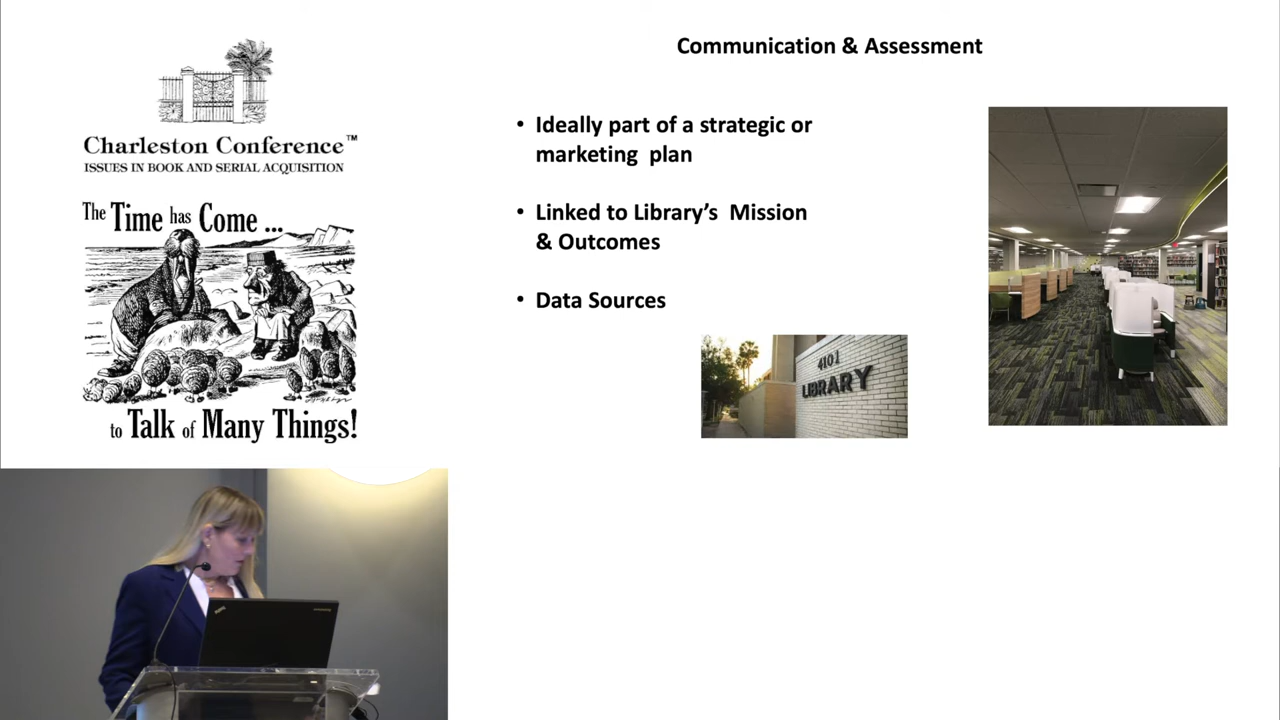 Charleston Conference™
ISSUES IN BOOK AND SERIAL ACQUISITION
The Time has Come ...
to Talk of Many Things!
Communication & Assessment
• Ideally part of a strategic or
marketing plan
• Linked to Library’s Mission
& Outcomes
• Data Sources
4101
LIBRARY